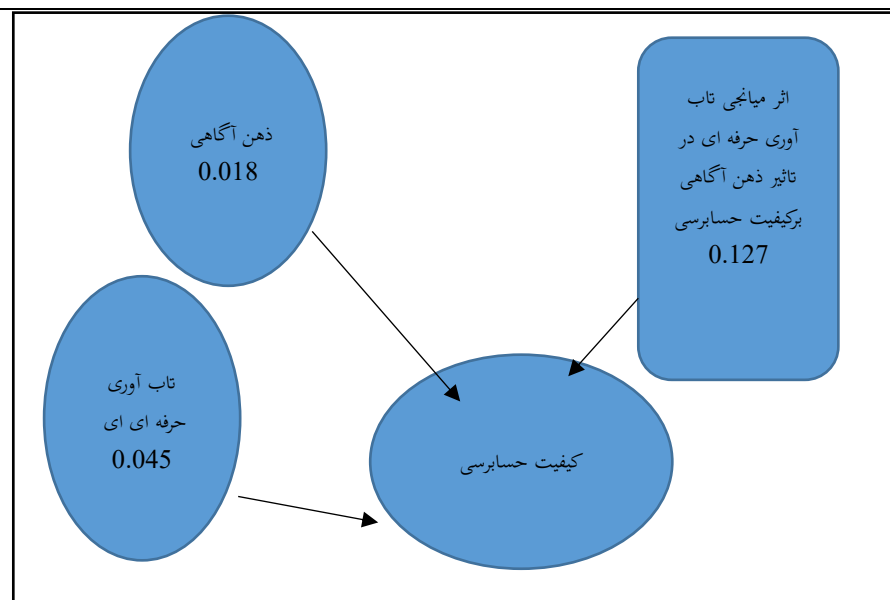 ذهن آگاهی
0.018
اثر میانجی تاب
آوری حرفه ای در
تاثیر ذهن آگاهی
برکیفیت حسابرسی
0.127
تاب آوری
حرفه ای ای
0.045
کیفیت حسابرسی